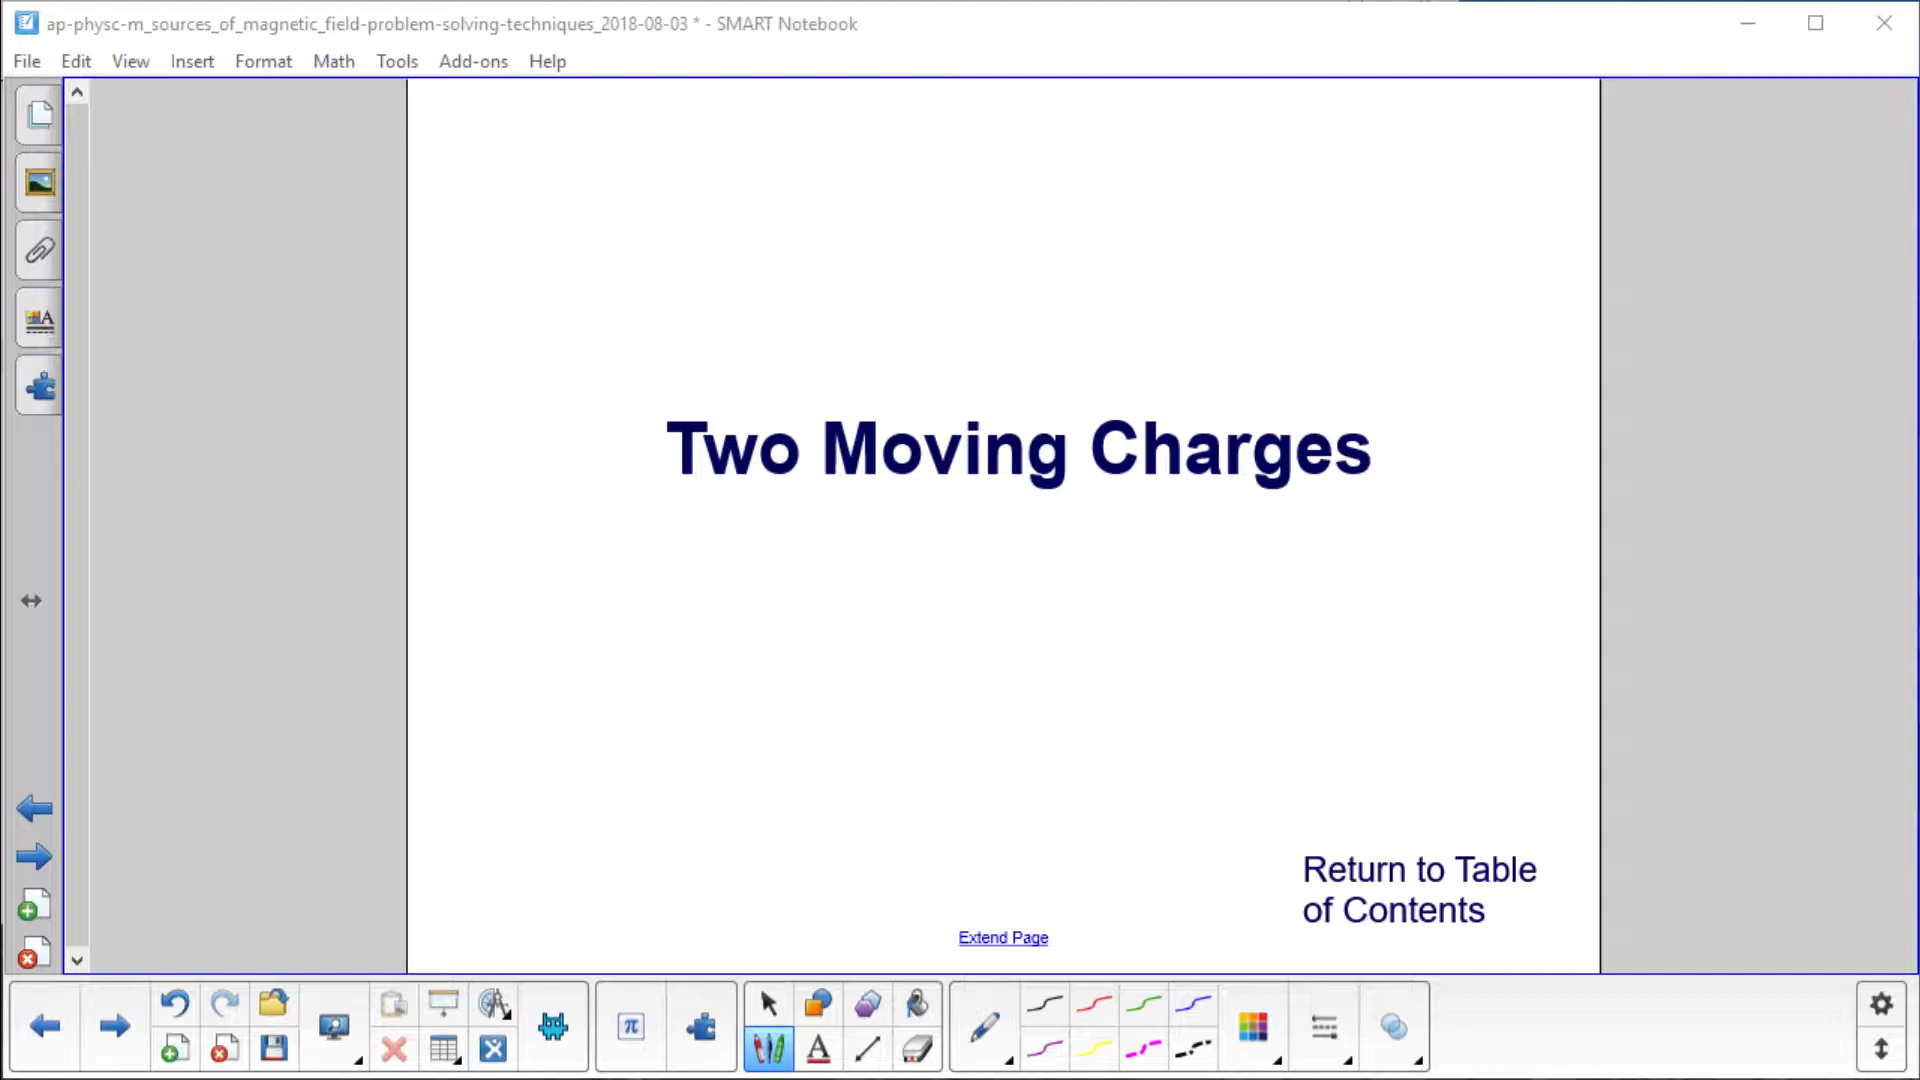 ap-physc-m_sources_of_magnetic_field-problem-solving-techniques_2018-08-03 * - SMART Notebook
File Edit View Insert Format Math Tools Add-ons Help
Two Moving Charges
Return to Table
of Contents
Extend Page